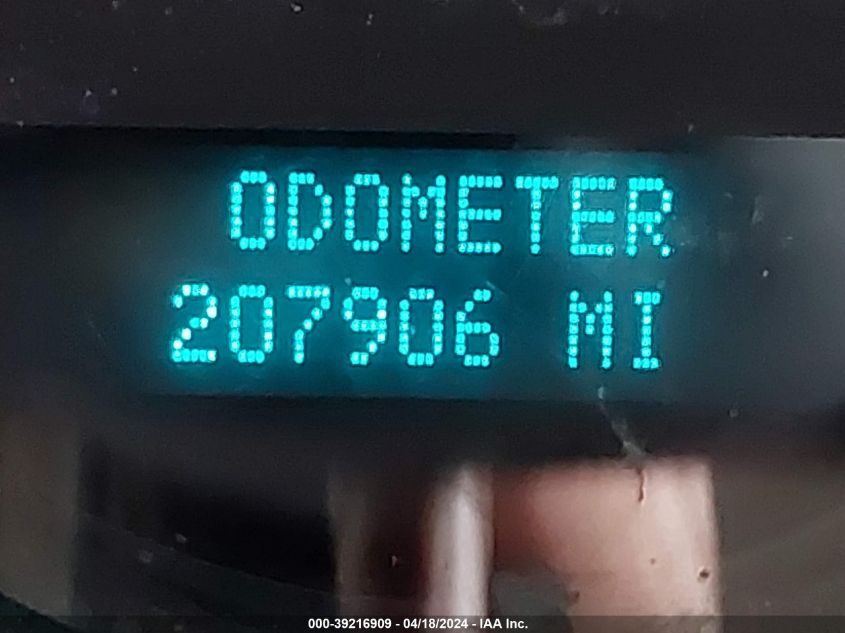 ODOMETER
207906 MI
000-39216909 - 04/18/2024 - IAA Inc.